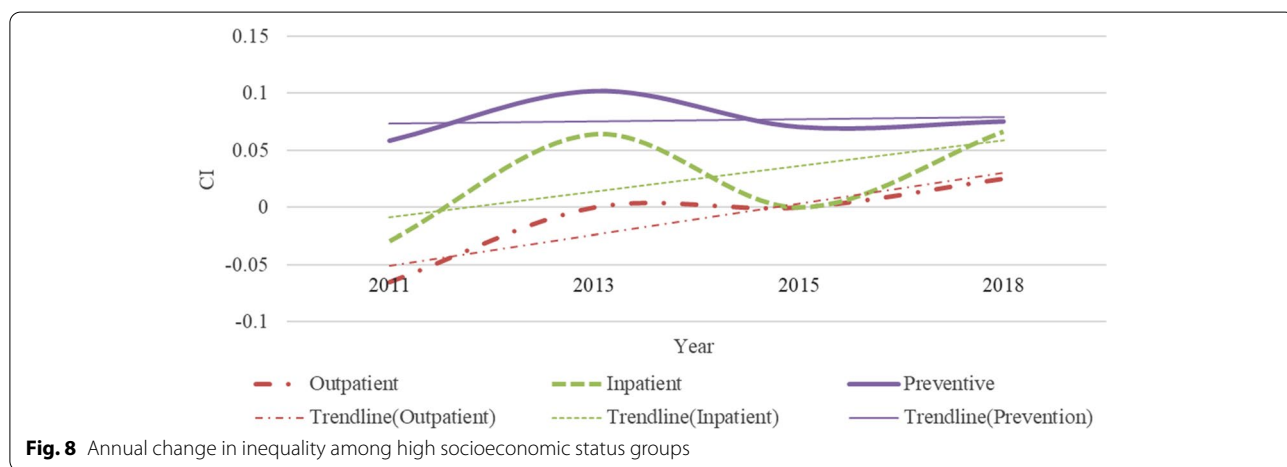 0.15
0.1
0.05
0
-0.05
-0.1
CI
2011 2013 2015 2018
Year
Outpatient Inpatient Preventive
Trendline(Outpatient) Trendline(Inpatient) Trendline(Prevention)
Fig. 8 Annual change in inequality among high socioeconomic status groups